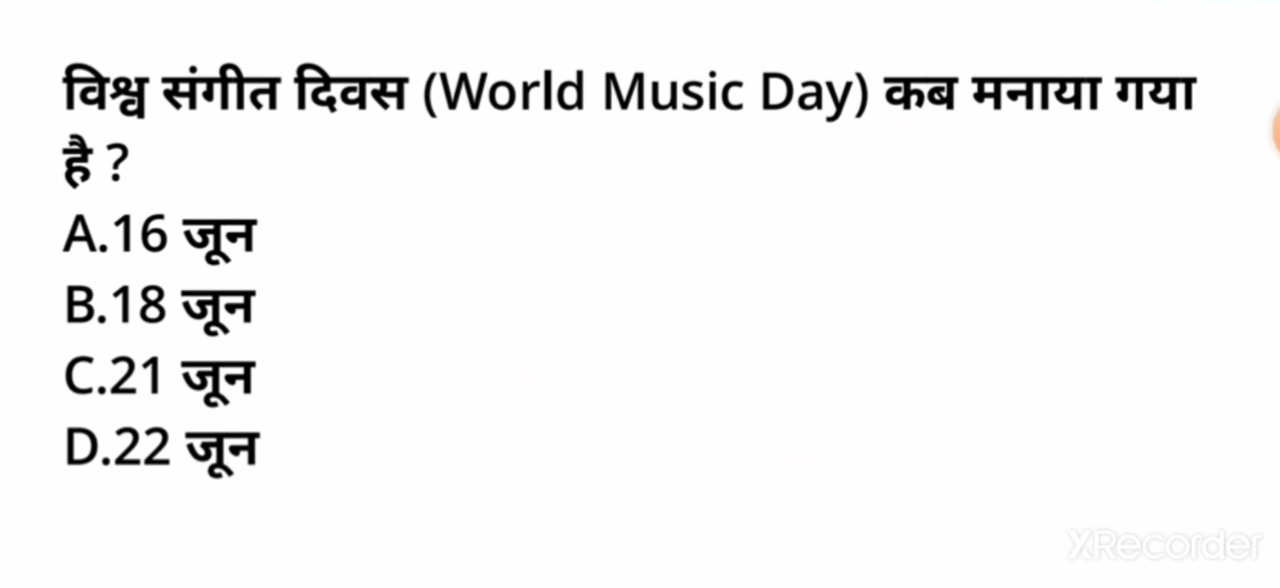 विश्व संगीत दिवस (World Music Day) कब मनाया गया
है ?
A.16 जून
B.18 जून
C.21 जून
D.22 जून
XRecorder